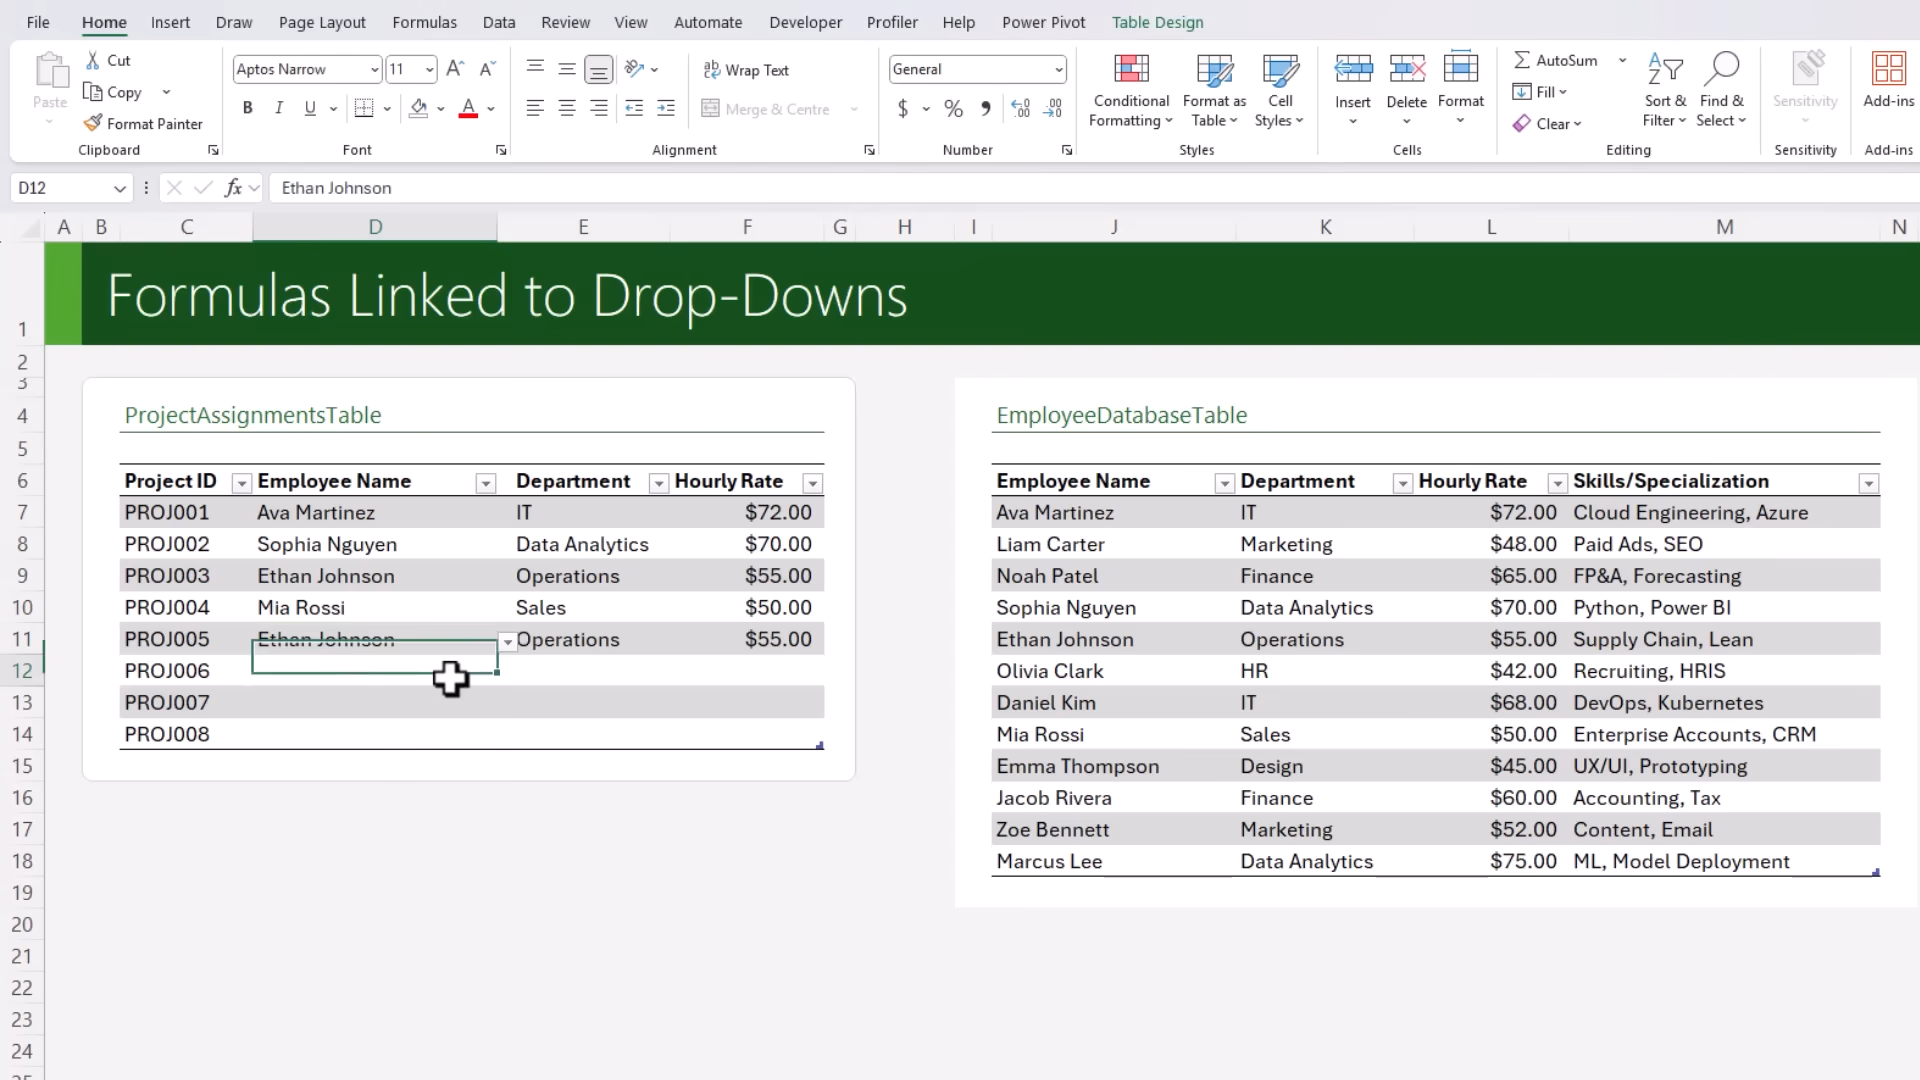 File Home Insert Draw Page Layout Formulas Data Review View Automate Developer Profiler Help Power Pivot Table Design
Paste Cut Copy Format Painter Clipboard
Aptos Narrow 11 B I U Font
Wrap Text Merge & Centre Alignment
General $ % Number
Conditional Formatting Format as Table Cell Styles Styles
Insert Delete Format Cells
AutoSum Fill Clear Sort & Filter Find & Select Editing
Sensitivity Sensitivity
Add-ins Add-ins
D12 fx Ethan Johnson
A B C D E F G H I J K L M N
1 Formulas Linked to Drop-Downs
2
3
4 ProjectAssignmentsTable EmployeeDatabaseTable
5
6 Project ID Employee Name Department Hourly Rate Employee Name Department Hourly Rate Skills/Specialization
7 PROJ001 Ava Martinez IT $72.00 Ava Martinez IT $72.00 Cloud Engineering, Azure
8 PROJ002 Sophia Nguyen Data Analytics $70.00 Liam Carter Marketing $48.00 Paid Ads, SEO
9 PROJ003 Ethan Johnson Operations $55.00 Noah Patel Finance $65.00 FP&A, Forecasting
10 PROJ004 Mia Rossi Sales $50.00 Sophia Nguyen Data Analytics $70.00 Python, Power BI
11 PROJ005 Ethan Johnson Operations $55.00 Ethan Johnson Operations $55.00 Supply Chain, Lean
12 PROJ006 Olivia Clark HR $42.00 Recruiting, HRIS
13 PROJ007 Daniel Kim IT $68.00 DevOps, Kubernetes
14 PROJ008 Mia Rossi Sales $50.00 Enterprise Accounts, CRM
15 Emma Thompson Design $45.00 UX/UI, Prototyping
16 Jacob Rivera Finance $60.00 Accounting, Tax
17 Zoe Bennett Marketing $52.00 Content, Email
18 Marcus Lee Data Analytics $75.00 ML, Model Deployment
19
20
21
22
23
24
25